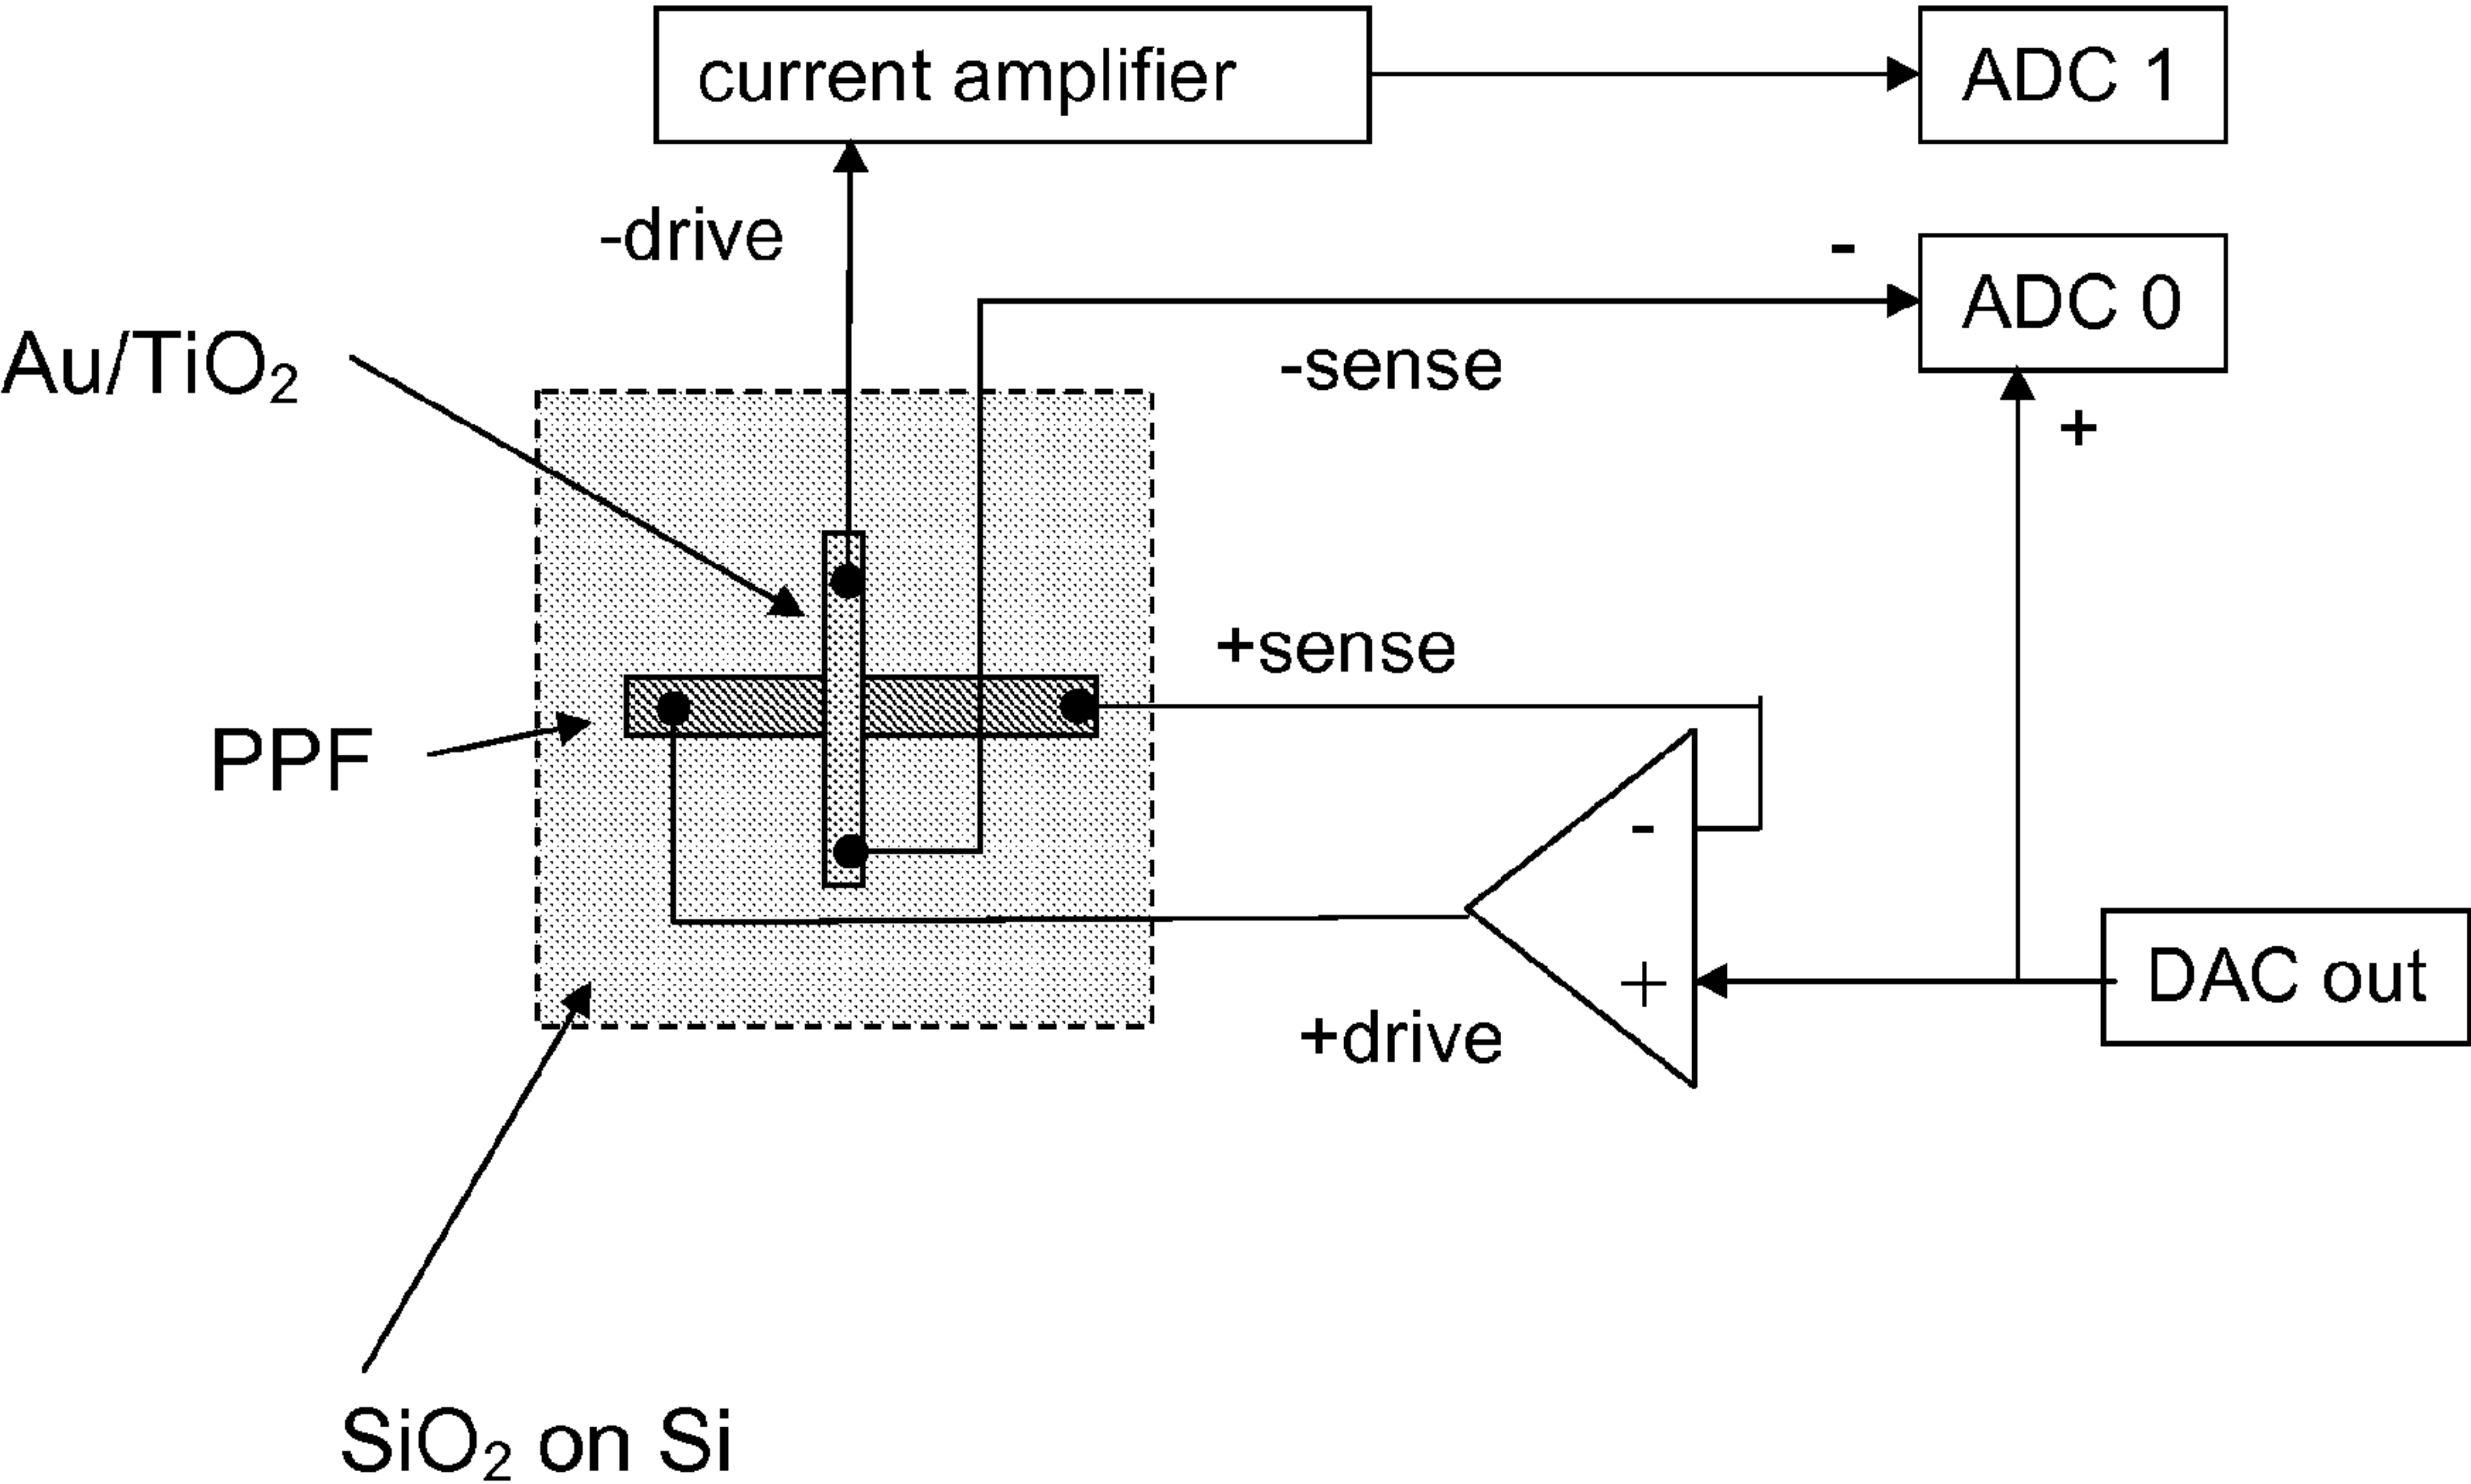 current amplifier
ADC 1
-drive
-
ADC 0
Au/TiO₂
-sense
+
+sense
PPF
-
+
DAC out
+drive
SiO₂ on Si